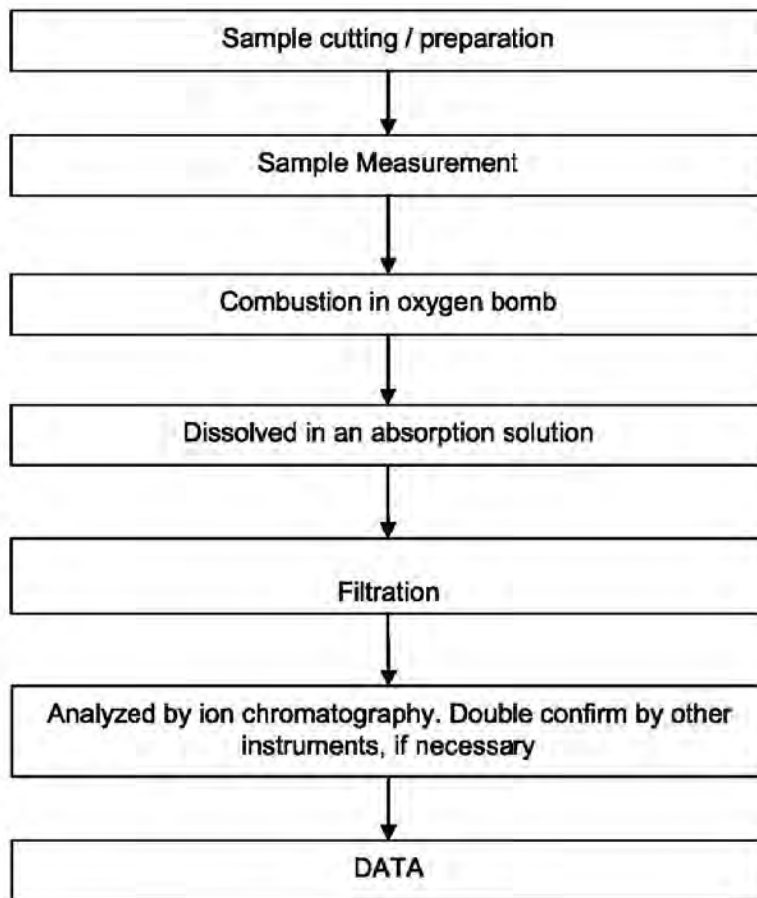 Sample cutting / preparation
Sample Measurement
Combustion in oxygen bomb
Dissolved in an absorption solution
Filtration
Analyzed by ion chromatography. Double confirm by other
instruments, if necessary
DATA